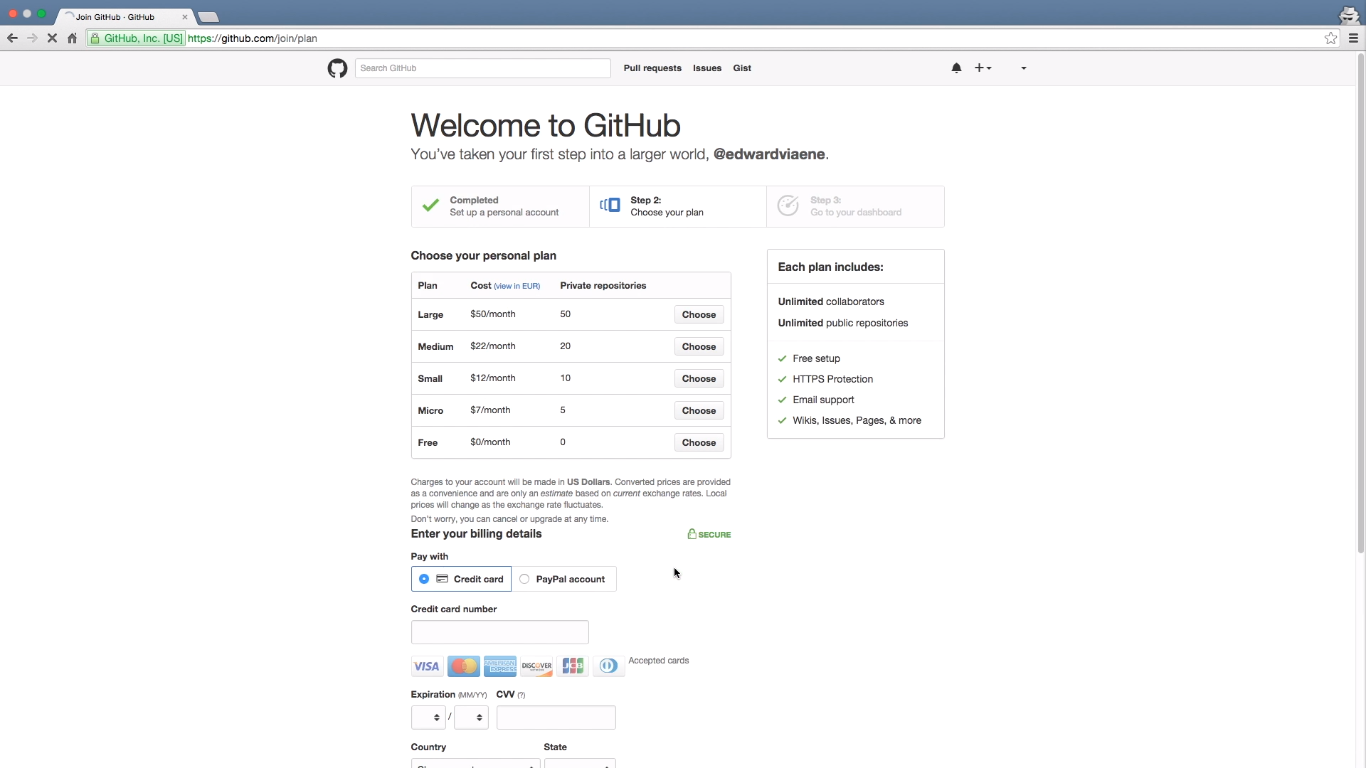 Join GitHub · GitHub
GitHub, Inc. [US] https://github.com/join/plan
Search GitHub
Pull requests Issues Gist
Welcome to GitHub
You've taken your first step into a larger world, @edwardviaene.
Completed
Set up a personal account
Step 2:
Choose your plan
Step 3:
Go to your dashboard
Choose your personal plan
Plan Cost (view in EUR) Private repositories
Large $50/month 50 Choose
Medium $22/month 20 Choose
Small $12/month 10 Choose
Micro $7/month 5 Choose
Free $0/month 0 Choose
Each plan includes:
Unlimited collaborators
Unlimited public repositories
Free setup
HTTPS Protection
Email support
Wikis, Issues, Pages, & more
Charges to your account will be made in US Dollars. Converted prices are provided
as a convenience and are only an estimate based on current exchange rates. Local
prices will change as the exchange rate fluctuates.
Don't worry, you can cancel or upgrade at any time.
Enter your billing details
SECURE
Pay with
Credit card PayPal account
Credit card number
VISA AMERICAN EXPRESS DISCOVER JCB Accepted cards
Expiration (MM/YY) CVV (?)
/
Country State